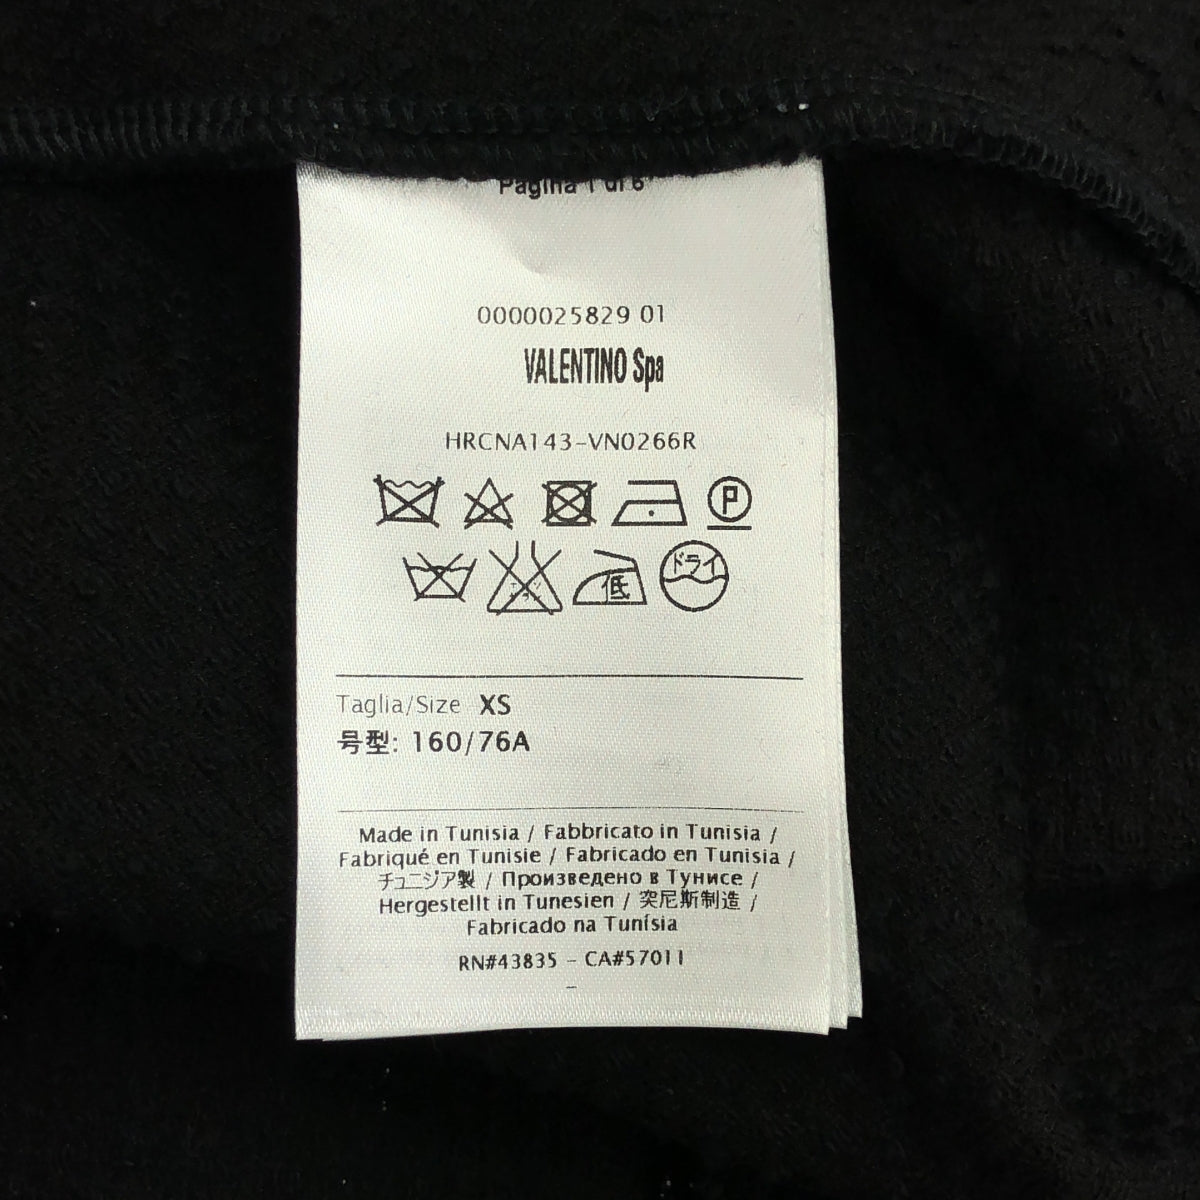 Pagina 1 di 6
0000025829 01
VALENTINO Spa
HRCNA143-VN0266R
P
低 ドライ
Taglia/Size XS
号型: 160/76A
Made in Tunisia / Fabbricato in Tunisia /
Fabriqué en Tunisie / Fabricado en Tunisia /
チュニジア製 / Произведено в Тунисе /
Hergestellt in Tunesien / 突尼斯制造 /
Fabricado na Tunísia
RN#43835 - CA#57011
-